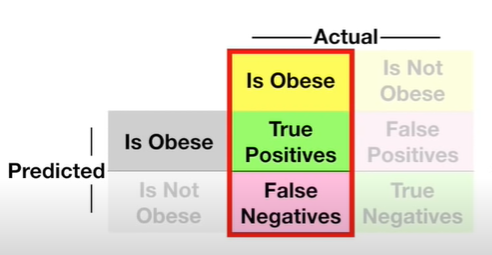 Actual
Is Obese
Is Not
Obese
Is Obese
True
Positives
False
Positives
Predicted
Is Not
Obese
False
Negatives
True
Negatives